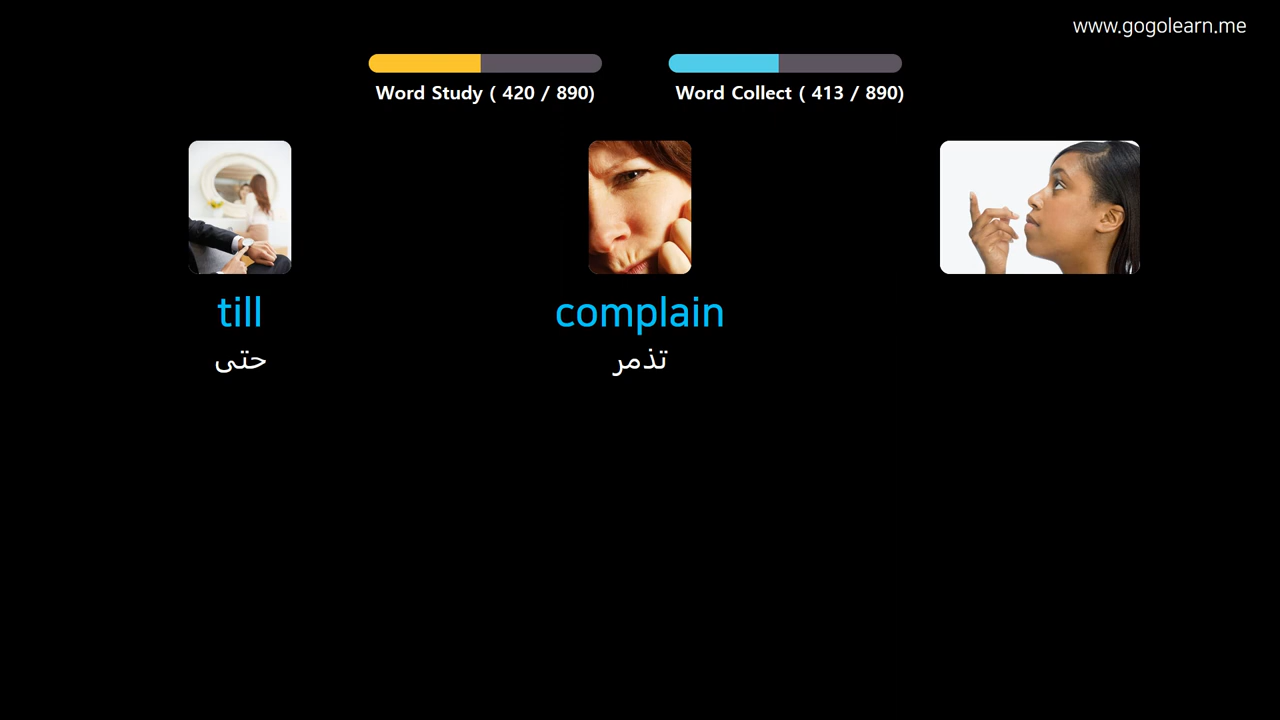 www.gogolearn.me
Word Study ( 420 / 890)
Word Collect ( 413 / 890)
till
حتى
complain
تذمر